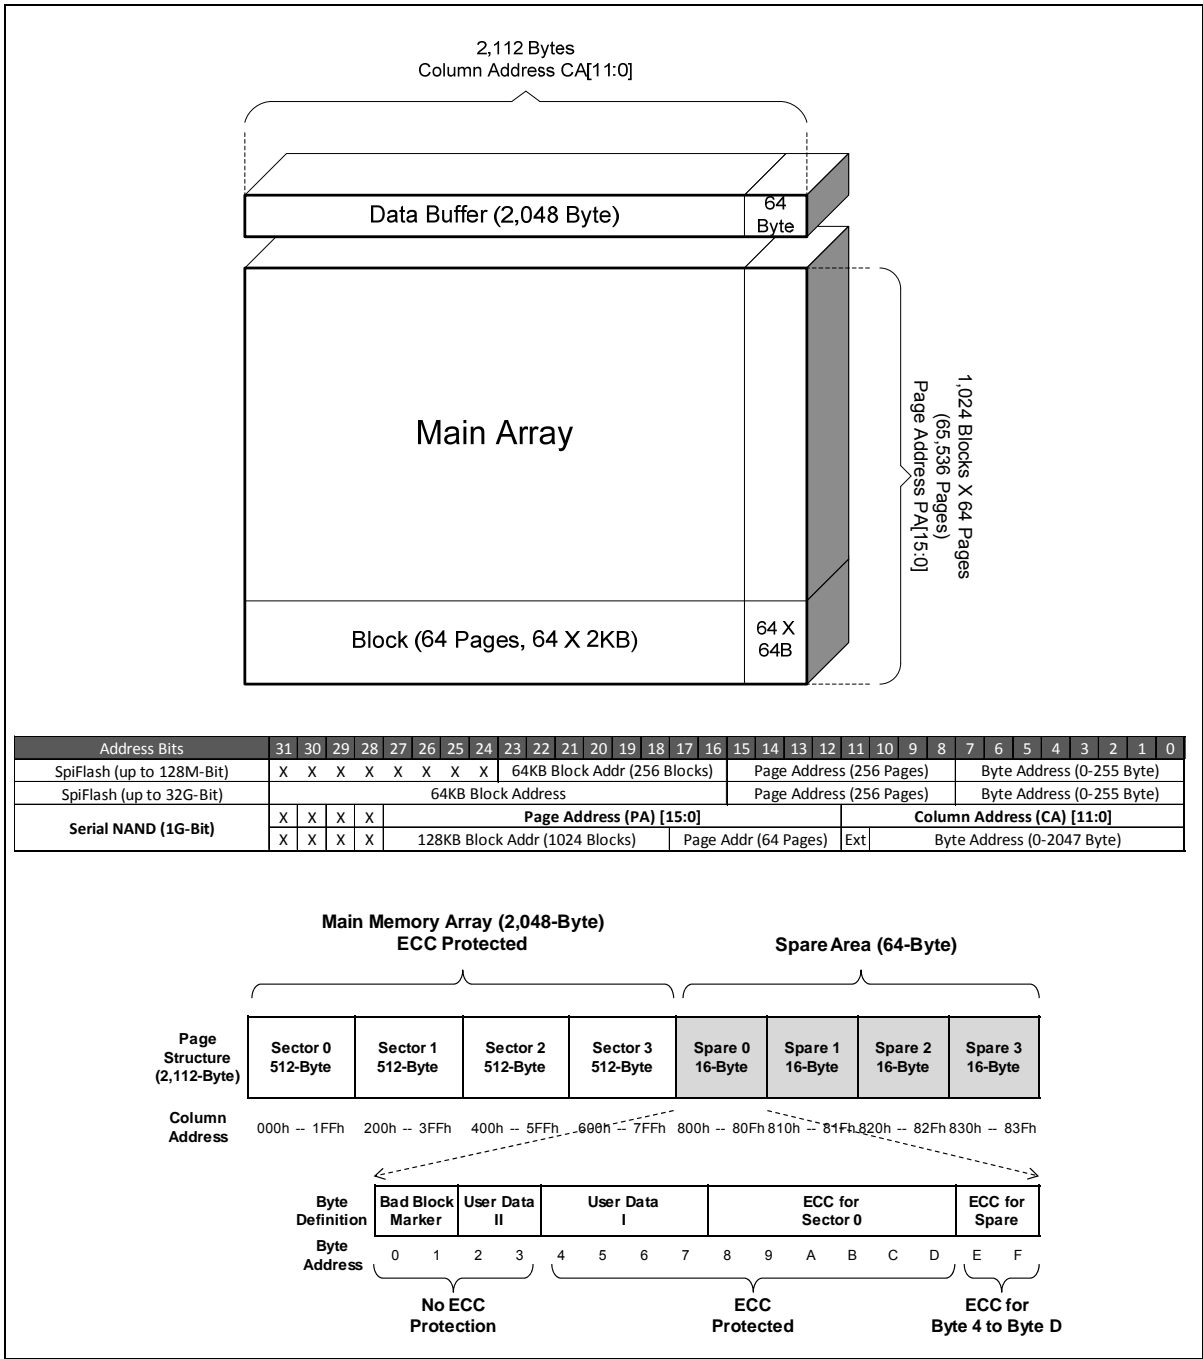 2,112 Bytes
Column Address CA[11:0]
Data Buffer (2,048 Byte)
64
Byte
Main Array
1,024 Blocks X 64 Pages
(65,536 Pages)
Page Address PA[15:0]
Block (64 Pages, 64 X 2KB)
64 X
64B
Address Bits 31 30 29 28 27 26 25 24 23 22 21 20 19 18 17 16 15 14 13 12 11 10 9 8 7 6 5 4 3 2 1 0
SpiFlash (up to 128M-Bit) X X X X X X X X 64KB Block Addr (256 Blocks) Page Address (256 Pages) Byte Address (0-255 Byte)
SpiFlash (up to 32G-Bit) 64KB Block Address Page Address (256 Pages) Byte Address (0-255 Byte)
Serial NAND (1G-Bit) X X X X Page Address (PA) [15:0] Column Address (CA) [11:0]
X X X X 128KB Block Addr (1024 Blocks) Page Addr (64 Pages) Ext Byte Address (0-2047 Byte)
Main Memory Array (2,048-Byte)
ECC Protected
Spare Area (64-Byte)
Page
Structure
(2,112-Byte)
Sector 0
512-Byte
Sector 1
512-Byte
Sector 2
512-Byte
Sector 3
512-Byte
Spare 0
16-Byte
Spare 1
16-Byte
Spare 2
16-Byte
Spare 3
16-Byte
Column
Address
000h -- 1FFh 200h -- 3FFh 400h -- 5FFh 600h -- 7FFh 800h -- 80Fh 810h -- 81Fh 820h -- 82Fh 830h -- 83Fh
Byte
Definition
Bad Block
Marker
User Data
II
User Data
I
ECC for
Sector 0
ECC for
Spare
Byte
Address
0 1 2 3 4 5 6 7 8 9 A B C D E F
No ECC
Protection
ECC
Protected
ECC for
Byte 4 to Byte D